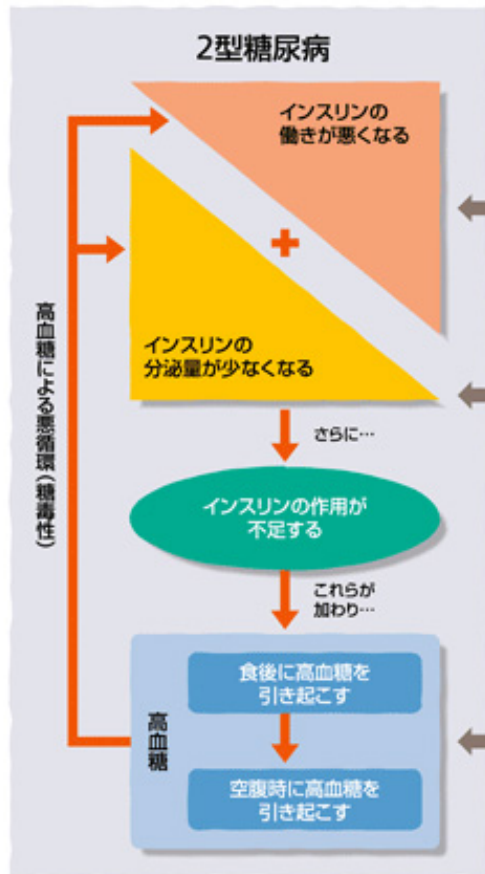 2型糖尿病
インスリンの
働きが悪くなる
+
インスリンの
分泌量が少なくなる
さらに…
インスリンの作用が
不足する
これらが
加わり…
高血糖による悪循環(糖毒性)
高血糖
食後に高血糖を
引き起こす
空腹時に高血糖を
引き起こす